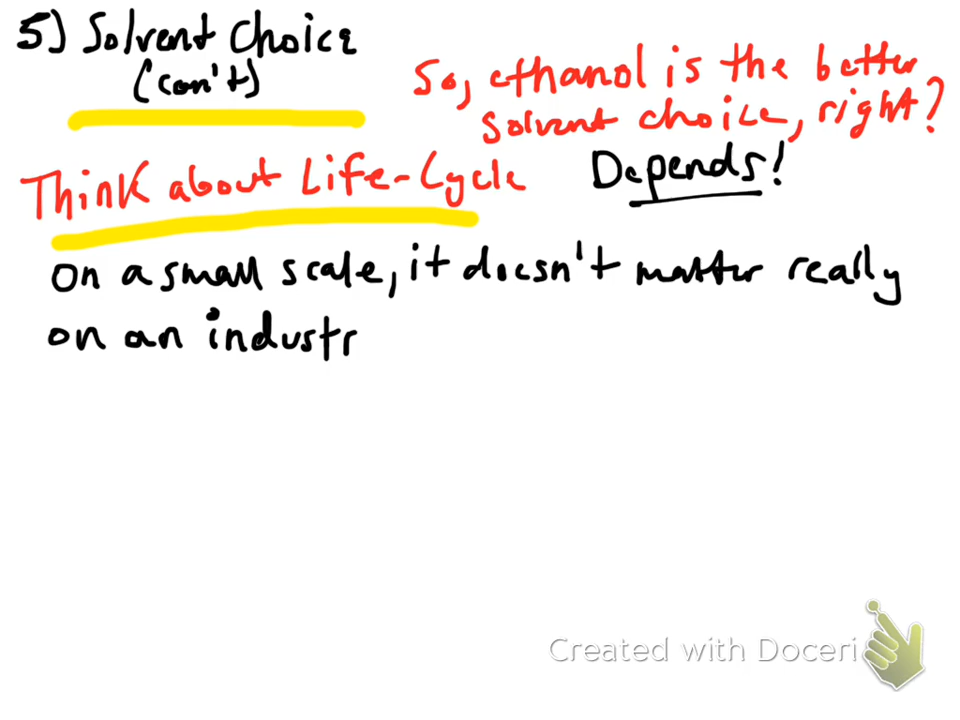 5) Solvent Choice
(con't)
So, ethanol is the better
solvent choice, right?
Think about Life-Cycle
Depends!
on a small scale, it doesn't matter really
on an industr
Created with Doceri